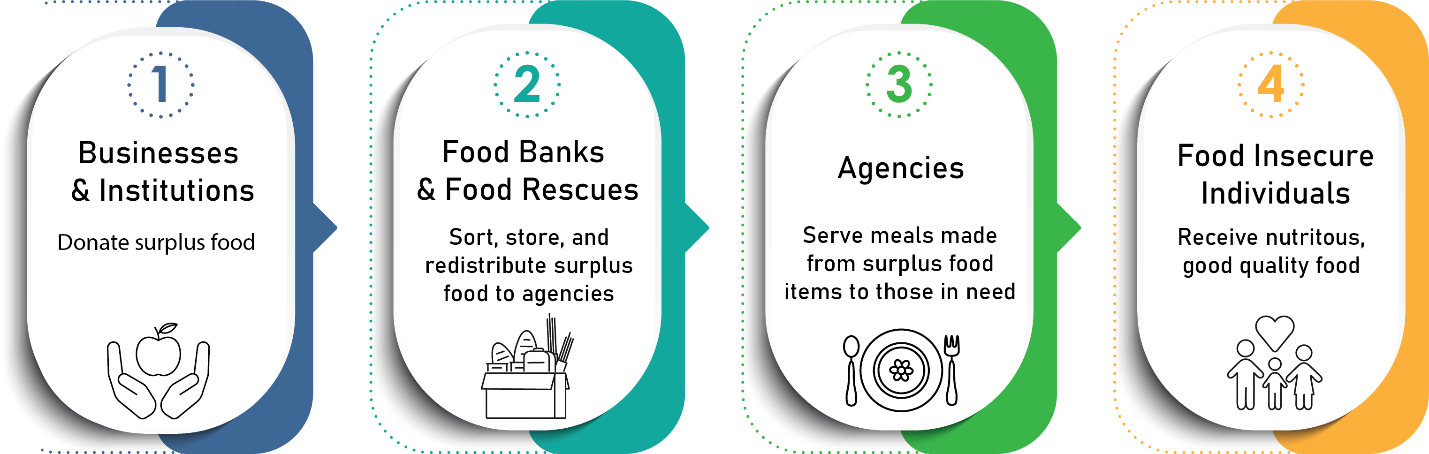 1
Businesses
& Institutions
Donate surplus food
2
Food Banks
& Food Rescues
Sort, store, and
redistribute surplus
food to agencies
3
Agencies
Serve meals made
from surplus food
items to those in need
4
Food Insecure
Individuals
Receive nutritous,
good quality food